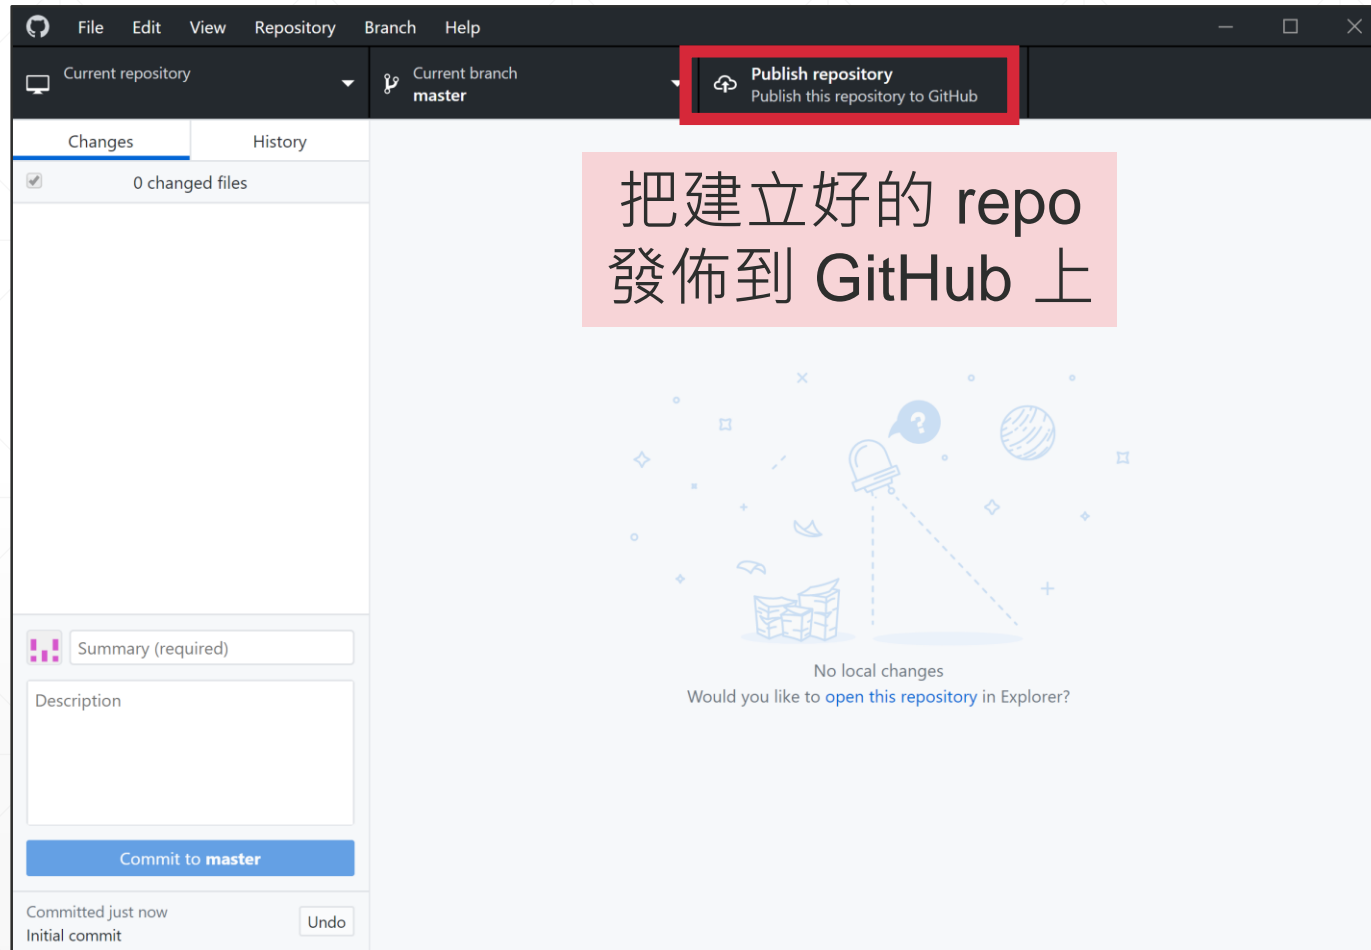 File Edit View Repository Branch Help
Current repository
Current branch
master
Publish repository
Publish this repository to GitHub
Changes History
0 changed files
把建立好的 repo
發佈到 GitHub 上
?
No local changes
Would you like to open this repository in Explorer?
Summary (required)
Description
Commit to master
Committed just now
Initial commit
Undo